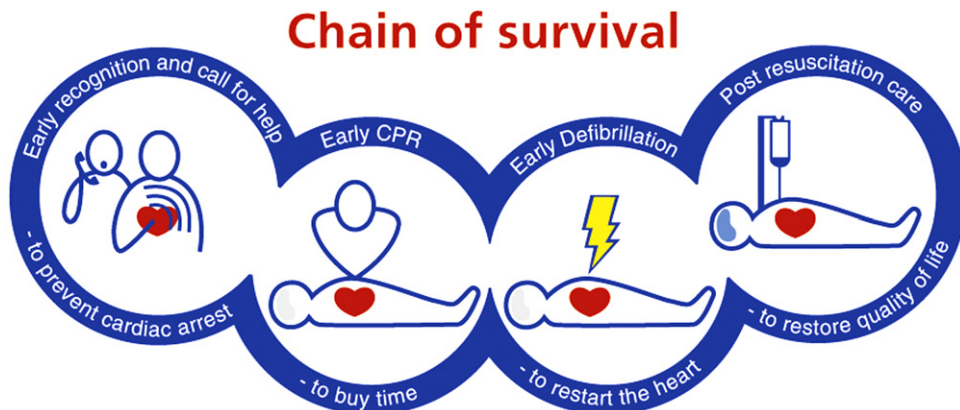 Chain of survival
Early recognition and call for help
- to prevent cardiac arrest
Early CPR
- to buy time
Early Defibrillation
- to restart the heart
Post resuscitation care
- to restore quality of life